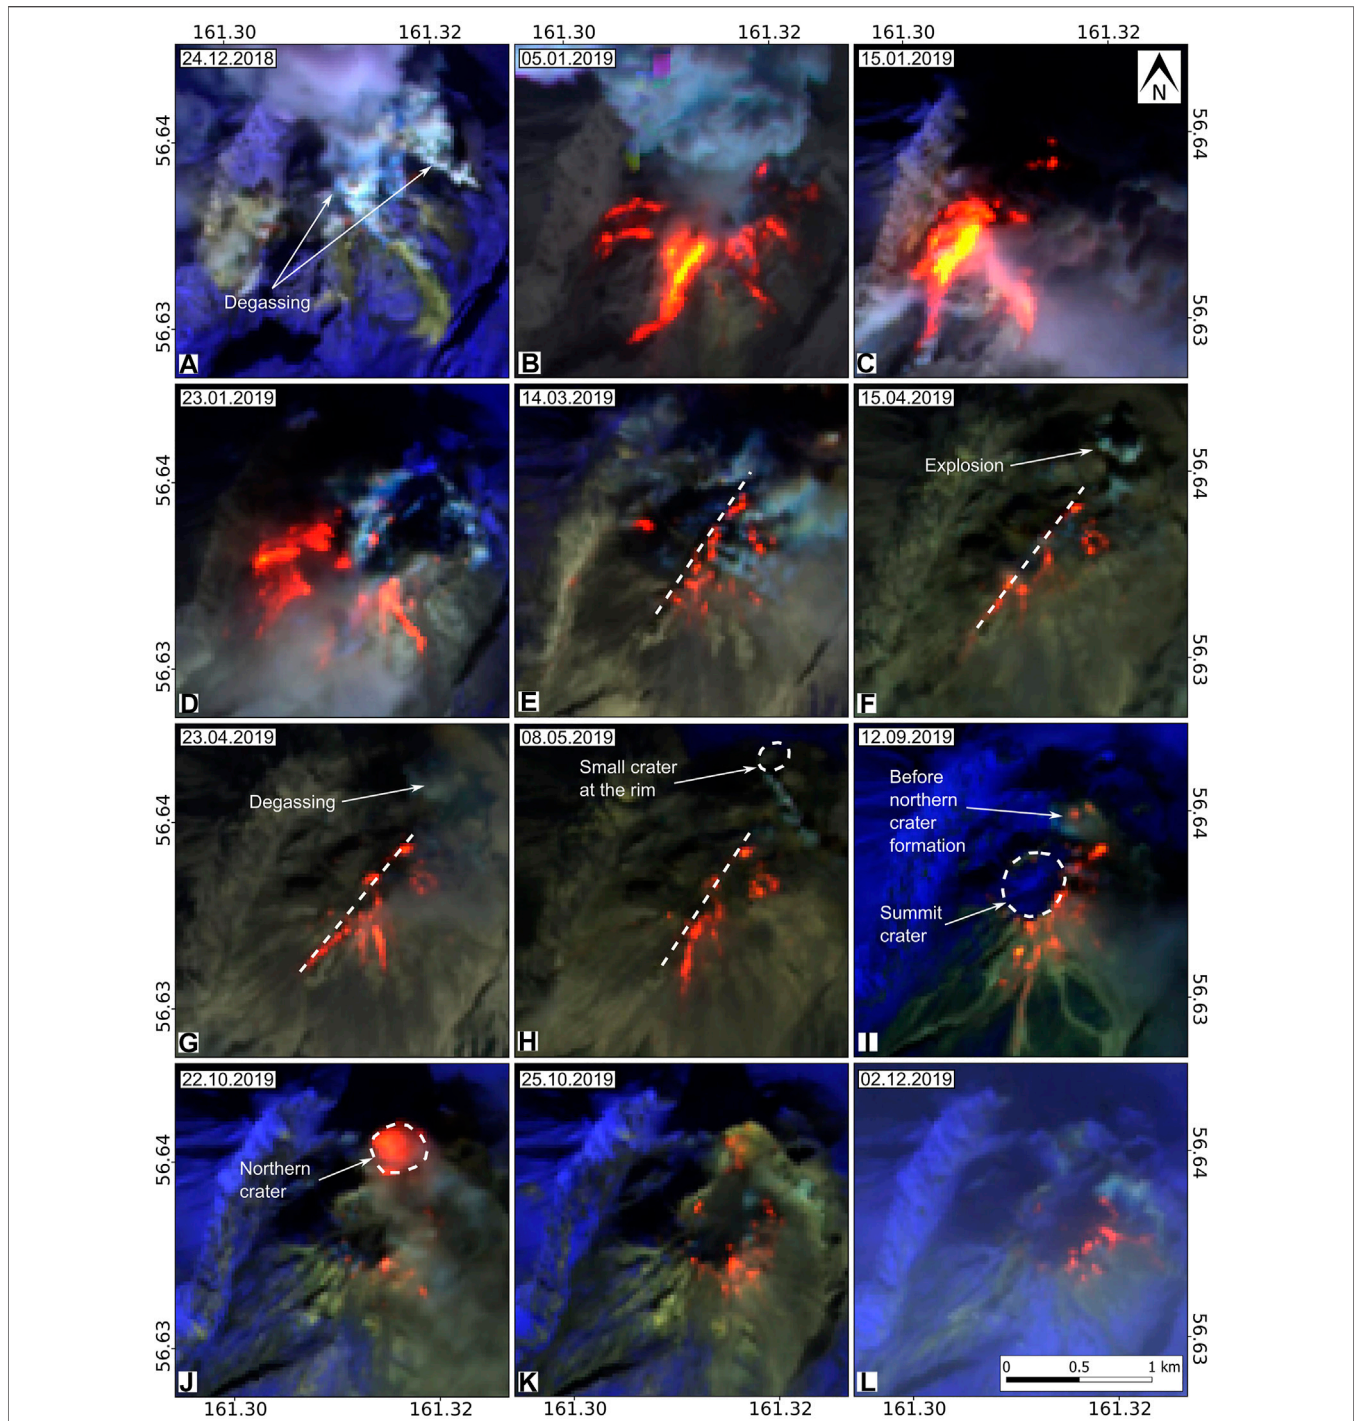 161.30 161.32 161.30 161.32 161.30 161.32
24.12.2018
05.01.2019
15.01.2019
N
56.64
56.64
Degassing
56.63
56.63
A
B
C
23.01.2019
14.03.2019
15.04.2019
Explosion
56.64
56.64
56.63
56.63
D
E
F
23.04.2019
08.05.2019
12.09.2019
Degassing
Small crater
at the rim
Before
northern
crater
formation
56.64
56.64
Summit
crater
56.63
56.63
G
H
I
22.10.2019
25.10.2019
02.12.2019
Northern
crater
56.64
56.64
56.63
56.63
0 0.5 1 km
J
K
L
161.30 161.32 161.30 161.32 161.30 161.32